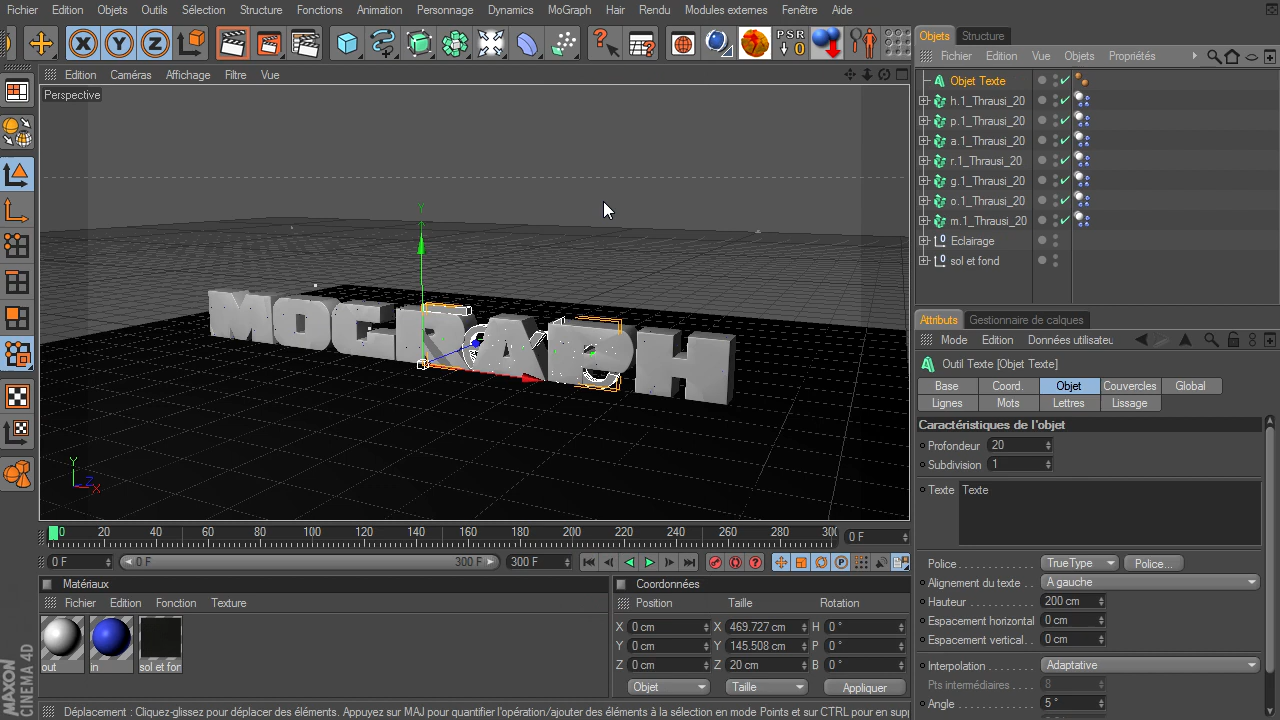 Fichier Edition Objets Outils Sélection Structure Fonctions Animation Personnage Dynamics MoGraph Hair Rendu Modules externes Fenêtre Aide
X Y Z PSR 0
Edition Caméras Affichage Filtre Vue
Perspective
MOGRAPH
Y
Y
Z
X
0 20 40 60 80 100 120 140 160 180 200 220 240 260 280 30(
0 F
0 F 0 F 300 F 300 F
Matériaux
Fichier Edition Fonction Texture
out in sol et fon
Coordonnées
Position Taille Rotation
X 0 cm X 469.727 cm H 0 °
Y 0 cm Y 145.508 cm P 0 °
Z 0 cm Z 20 cm B 0 °
Objet Taille Appliquer
MAXON
CINEMA 4D
Déplacement : Cliquez-glissez pour déplacer des éléments. Appuyez sur MAJ pour quantifier l'opération/ajouter des éléments à la sélection en mode Points et sur CTRL pour en supp
Objets Structure
Fichier Edition Vue Objets Propriétés
Objet Texte
h.1_Thrausi_20
p.1_Thrausi_20
a.1_Thrausi_20
r.1_Thrausi_20
g.1_Thrausi_20
o.1_Thrausi_20
m.1_Thrausi_20
Eclairage
sol et fond
Attributs Gestionnaire de calques
Mode Edition Données utilisateu
Outil Texte [Objet Texte]
Base Coord. Objet Couvercles Global
Lignes Mots Lettres Lissage
Caractéristiques de l'objet
Profondeur 20
Subdivision 1
Texte Texte
Police TrueType Police...
Alignement du texte A gauche
Hauteur 200 cm
Espacement horizontal 0 cm
Espacement vertical 0 cm
Interpolation Adaptative
Pts intermédiaires 8
Angle 5 °